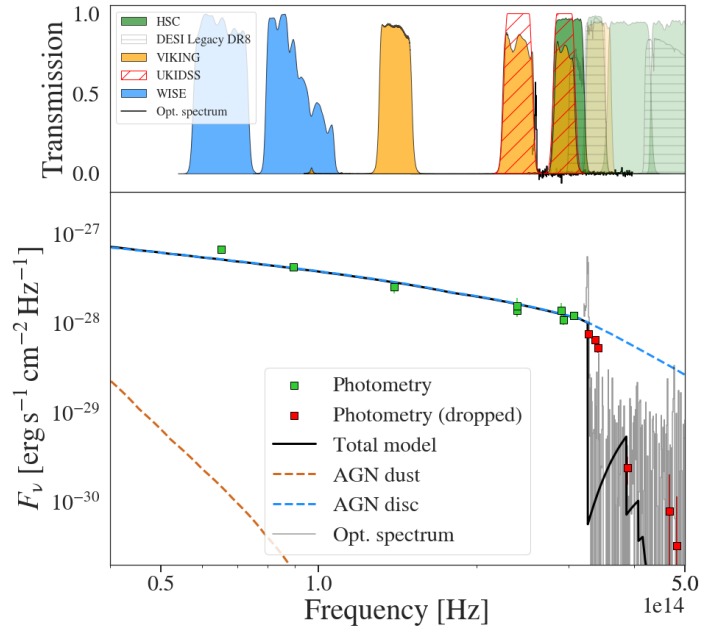 1.0
0.5
0.0
Transmission
HSC
DESI Legacy DR8
VIKING
UKIDSS
WISE
Opt. spectrum
10⁻²⁷
10⁻²⁸
10⁻²⁹
10⁻³⁰
F_ν [erg s⁻¹ cm⁻² Hz⁻¹]
Photometry
Photometry (dropped)
Total model
AGN dust
AGN disc
Opt. spectrum
0.5
1.0
5.0
1e14
Frequency [Hz]